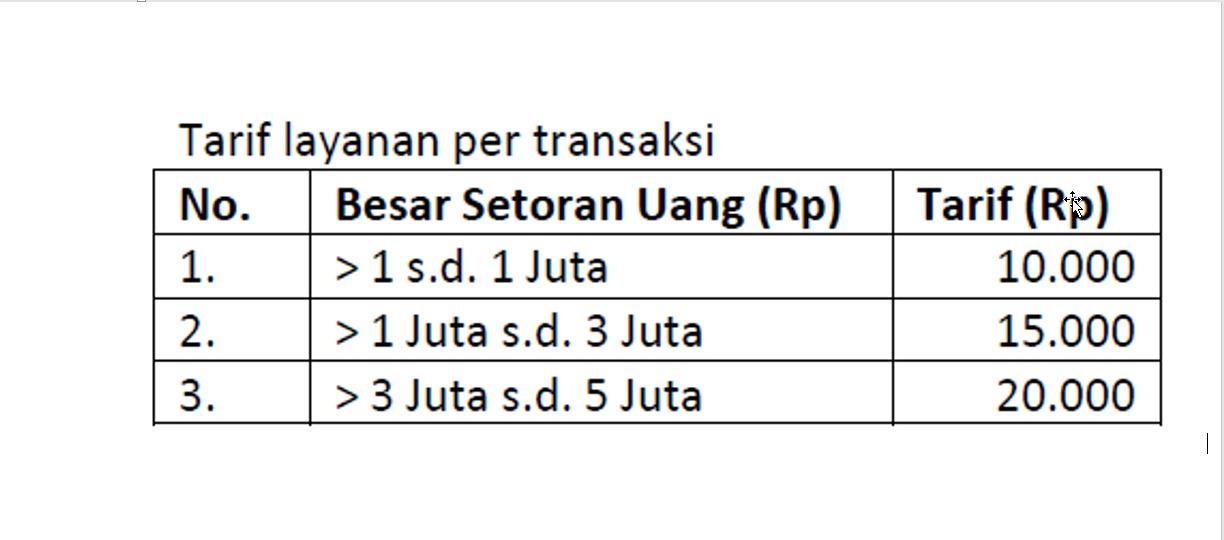 Tarif layanan per transaksi
No. Besar Setoran Uang (Rp) Tarif (Rp)
1. > 1 s.d. 1 Juta 10.000
2. > 1 Juta s.d. 3 Juta 15.000
3. > 3 Juta s.d. 5 Juta 20.000